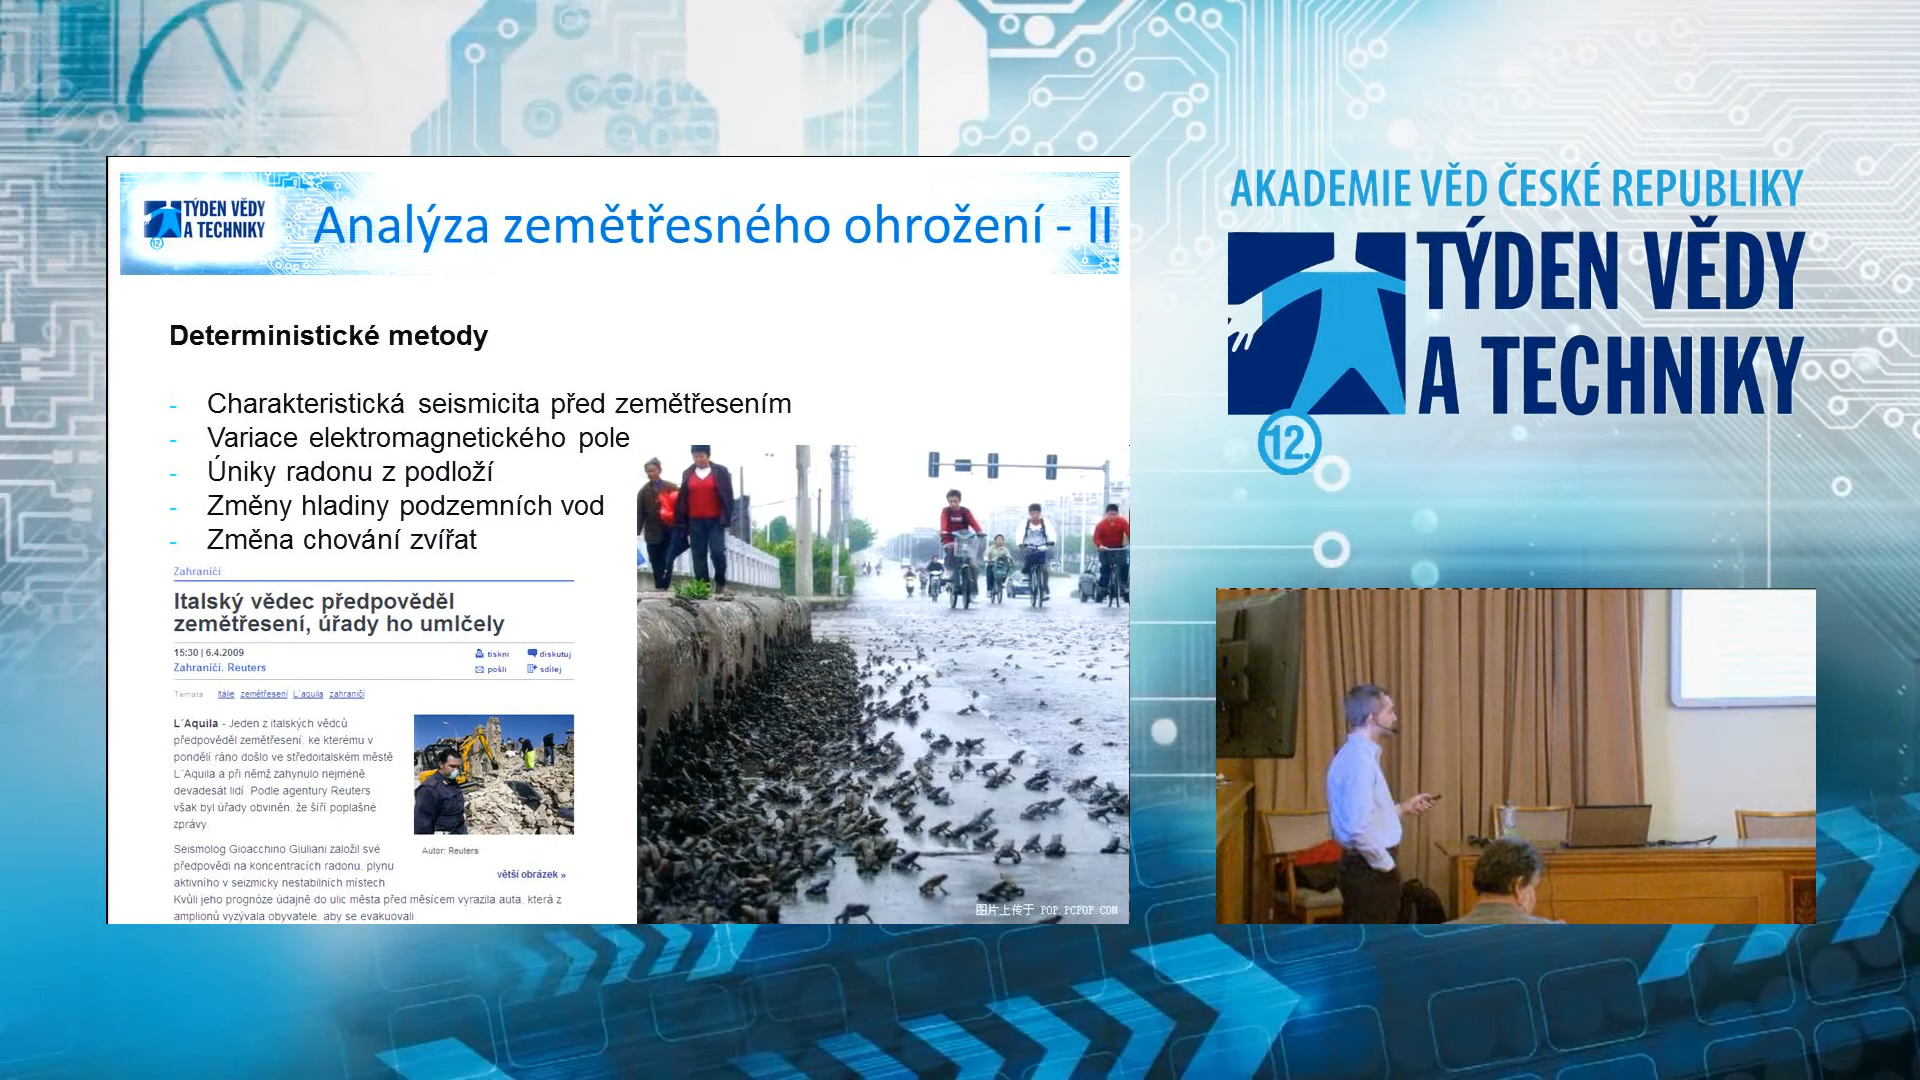 TÝDEN VĚDY
A TECHNIKY
12.
Analýza zemětřesného ohrožení - II
Deterministické metody
- Charakteristická seismicita před zemětřesením
- Variace elektromagnetického pole
- Úniky radonu z podloží
- Změny hladiny podzemních vod
- Změna chování zvířat
Zahraničí
Italský vědec předpověděl
zemětřesení, úřady ho umlčely
15:30 | 6.4.2009
Zahraničí, Reuters
tiskni diskutuj
pošli sdílej
Témata Itálie zemětřesení L´aquila zahraničí
L´Aquila - Jeden z italských vědců
předpověděl zemětřesení, ke kterému v
pondělí ráno došlo ve středoitalském městě
L´Aquila a při němž zahynulo nejméně
devadesát lidí. Podle agentury Reuters
však byl úřady obviněn, že šíří poplašné
zprávy.
Autor: Reuters
větší obrázek »
Seismolog Gioacchino Giuliani založil své
předpovědi na koncentracích radonu, plynu
aktivního v seizmicky nestabilních místech.
Kvůli jeho prognóze údajně do ulic města před měsícem vyrazila auta, která z
amplionů vyzývala obyvatele, aby se evakuovali.
图片上传于 POP.PCPOP.COM
AKADEMIE VĚD ČESKÉ REPUBLIKY
TÝDEN VĚDY
A TECHNIKY
12.